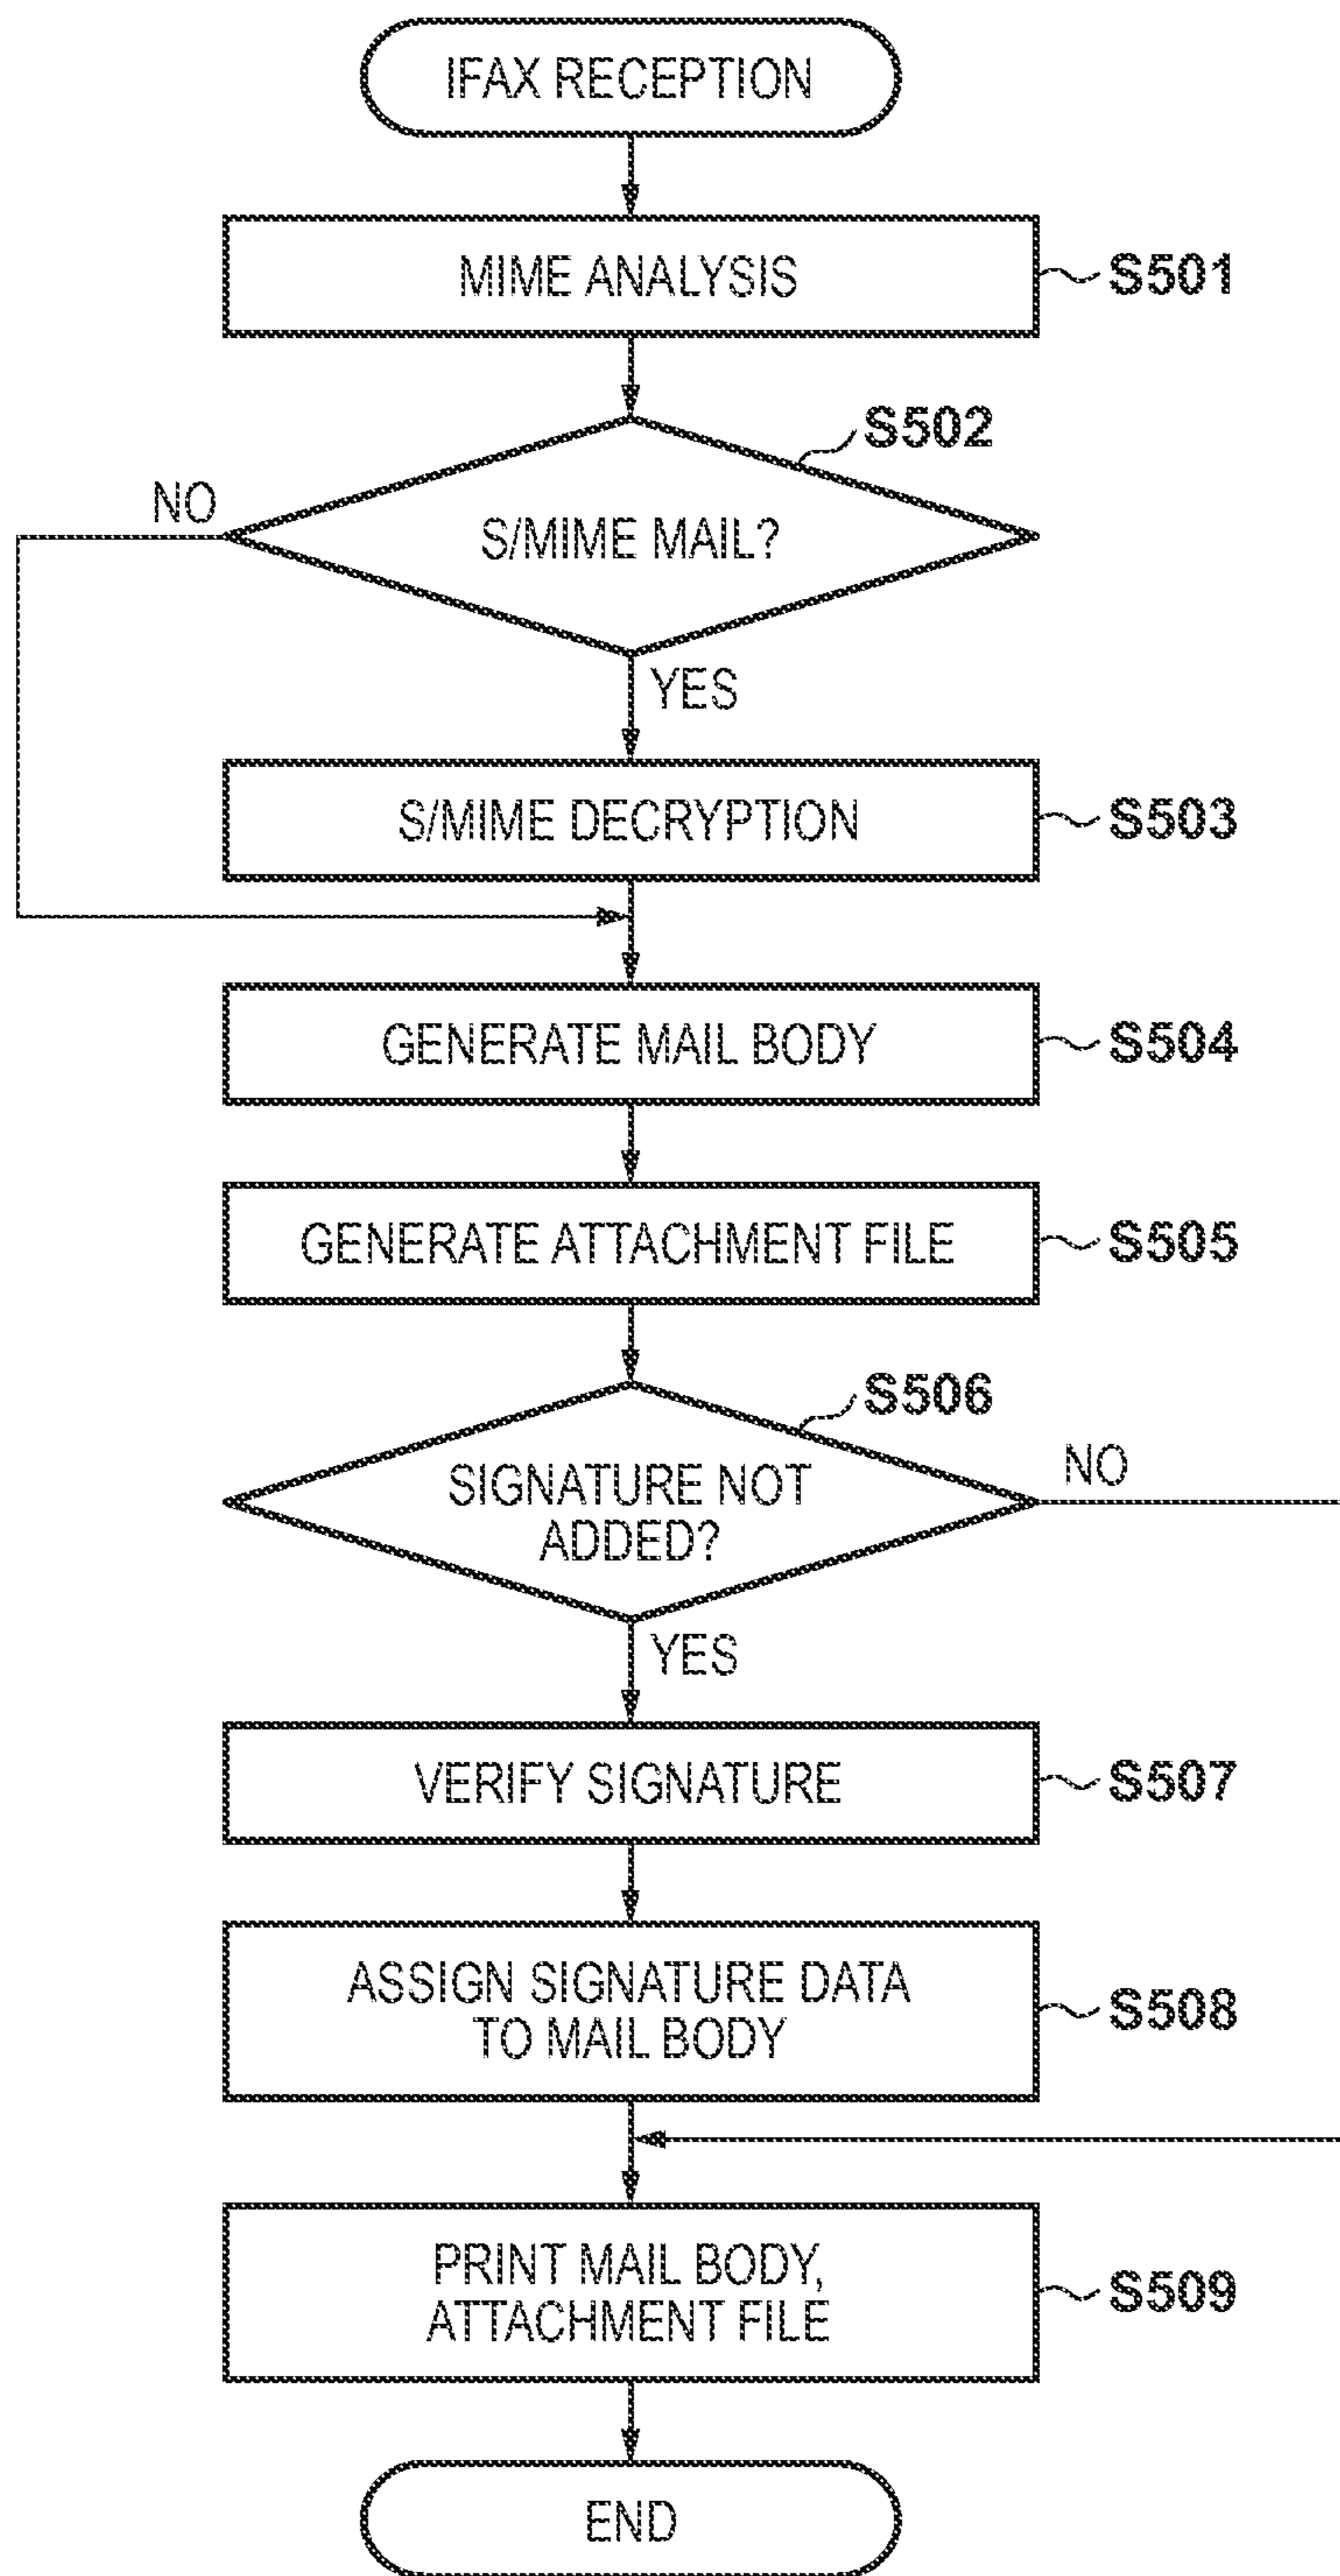 IFAX RECEPTION
MIME ANALYSIS
S501
S502
NO
S/MIME MAIL?
YES
S/MIME DECRYPTION
S503
GENERATE MAIL BODY
S504
GENERATE ATTACHMENT FILE
S505
S506
SIGNATURE NOT
ADDED?
NO
YES
VERIFY SIGNATURE
S507
ASSIGN SIGNATURE DATA
TO MAIL BODY
S508
PRINT MAIL BODY,
ATTACHMENT FILE
S509
END